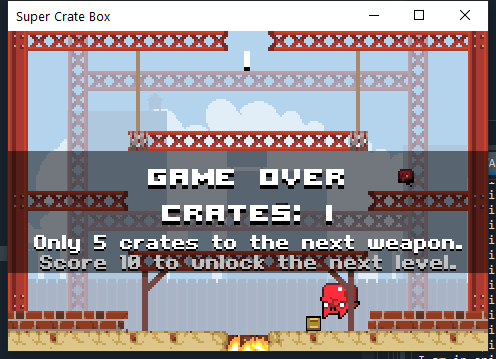 Super Crate Box
1
GAME OVER
CRATES: 1
Only 5 crates to the next weapon.
Score 10 to unlock the next level.